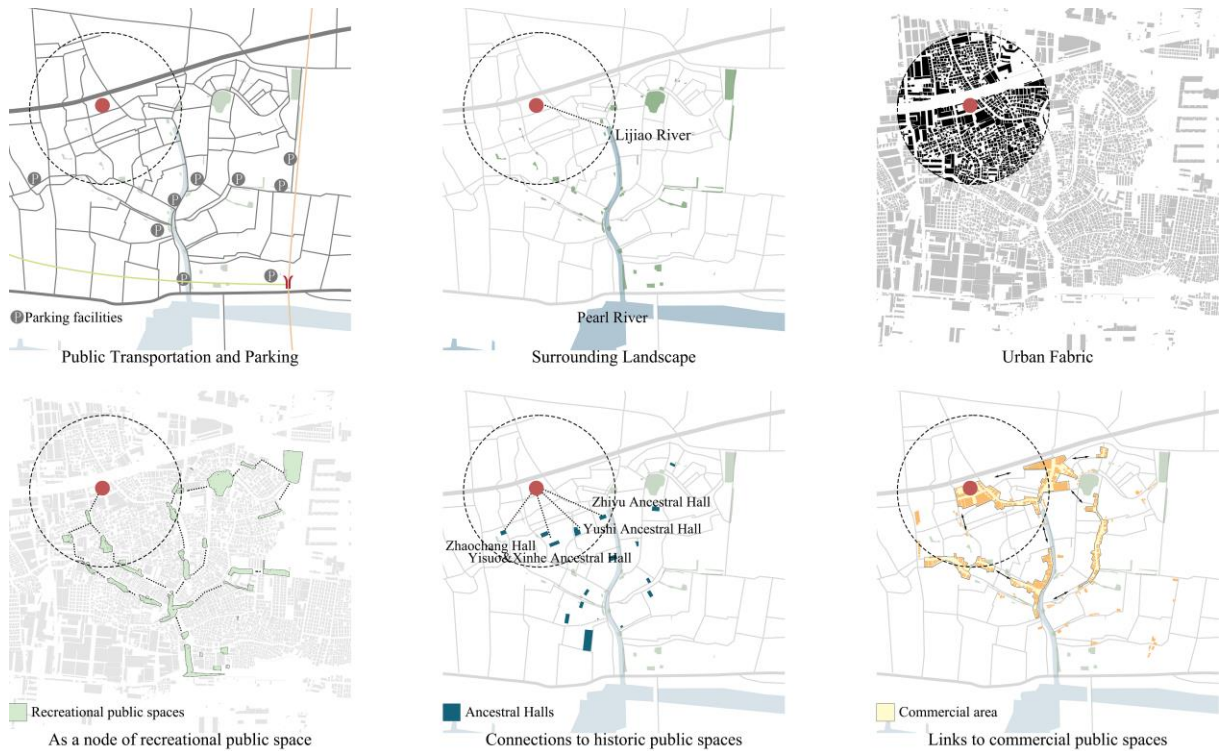 P
P
P
P
P
P
P
P
P
P Parking facilities
Public Transportation and Parking
Lijiao River
Pearl River
Surrounding Landscape
Urban Fabric
Recreational public spaces
As a node of recreational public space
Zhiyu Ancestral Hall
Yushi Ancestral Hall
Zhaochang Hall
Yisuo&Xinhe Ancestral Hall
Ancestral Halls
Connections to historic public spaces
Commercial area
Links to commercial public spaces